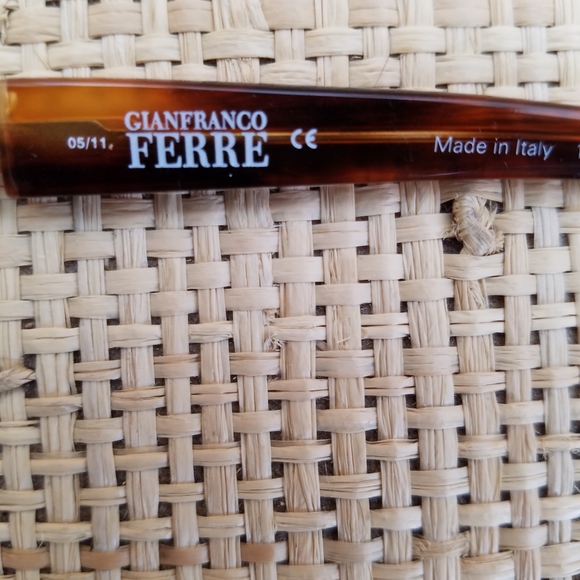 05/11. GIANFRANCO FERRE CE Made in Italy